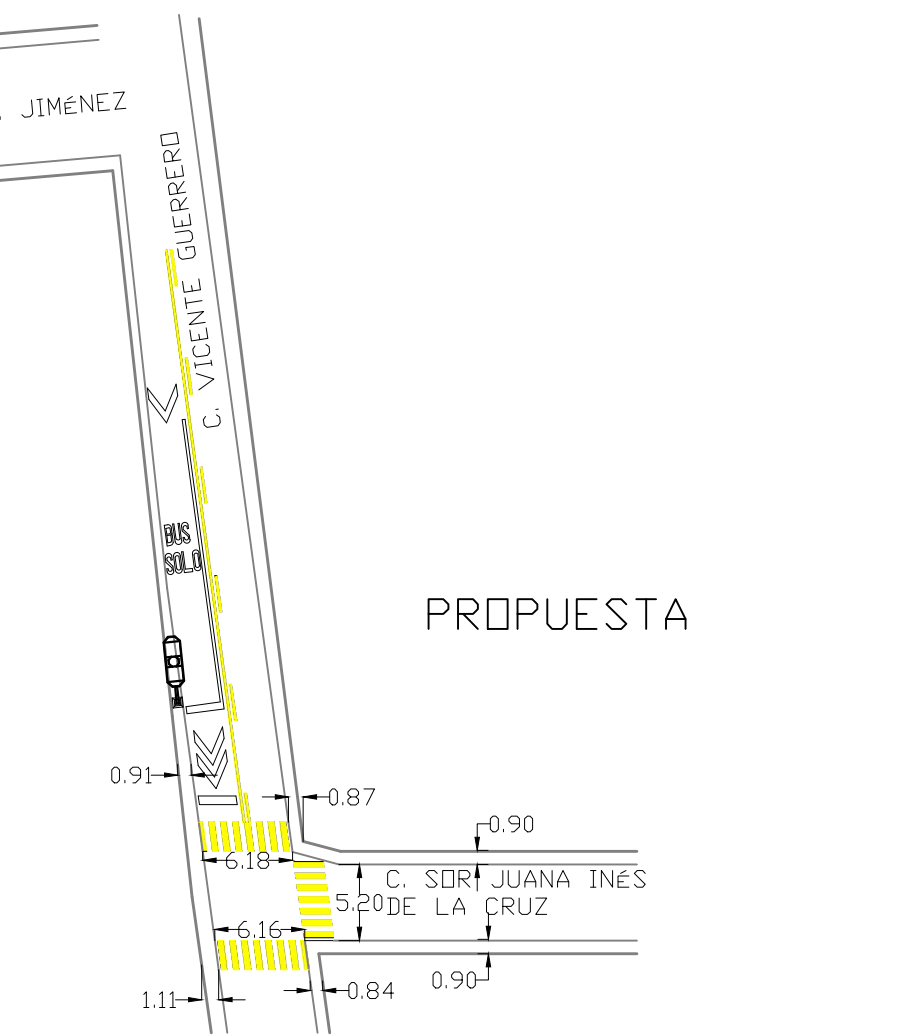 . JIMÉNEZ
C. VICENTE GUERRERO
BUS
SOLO
PROPUESTA
0.91
0.87
0.90
6.18
C. SOR JUANA INÉS
DE LA CRUZ
5.20
6.16
0.90
1.11
0.84